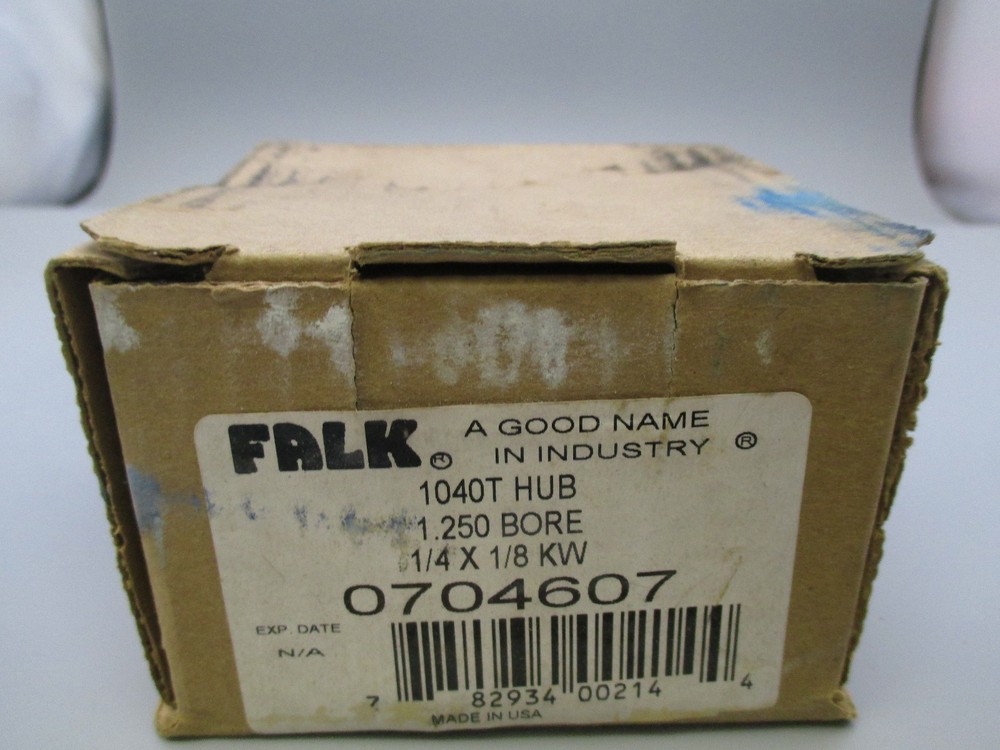 FALK® A GOOD NAME
IN INDUSTRY ®
1040T HUB
1.250 BORE
1/4 X 1/8 KW
0704607
EXP. DATE
N/A
7 82934 00214 4
MADE IN USA